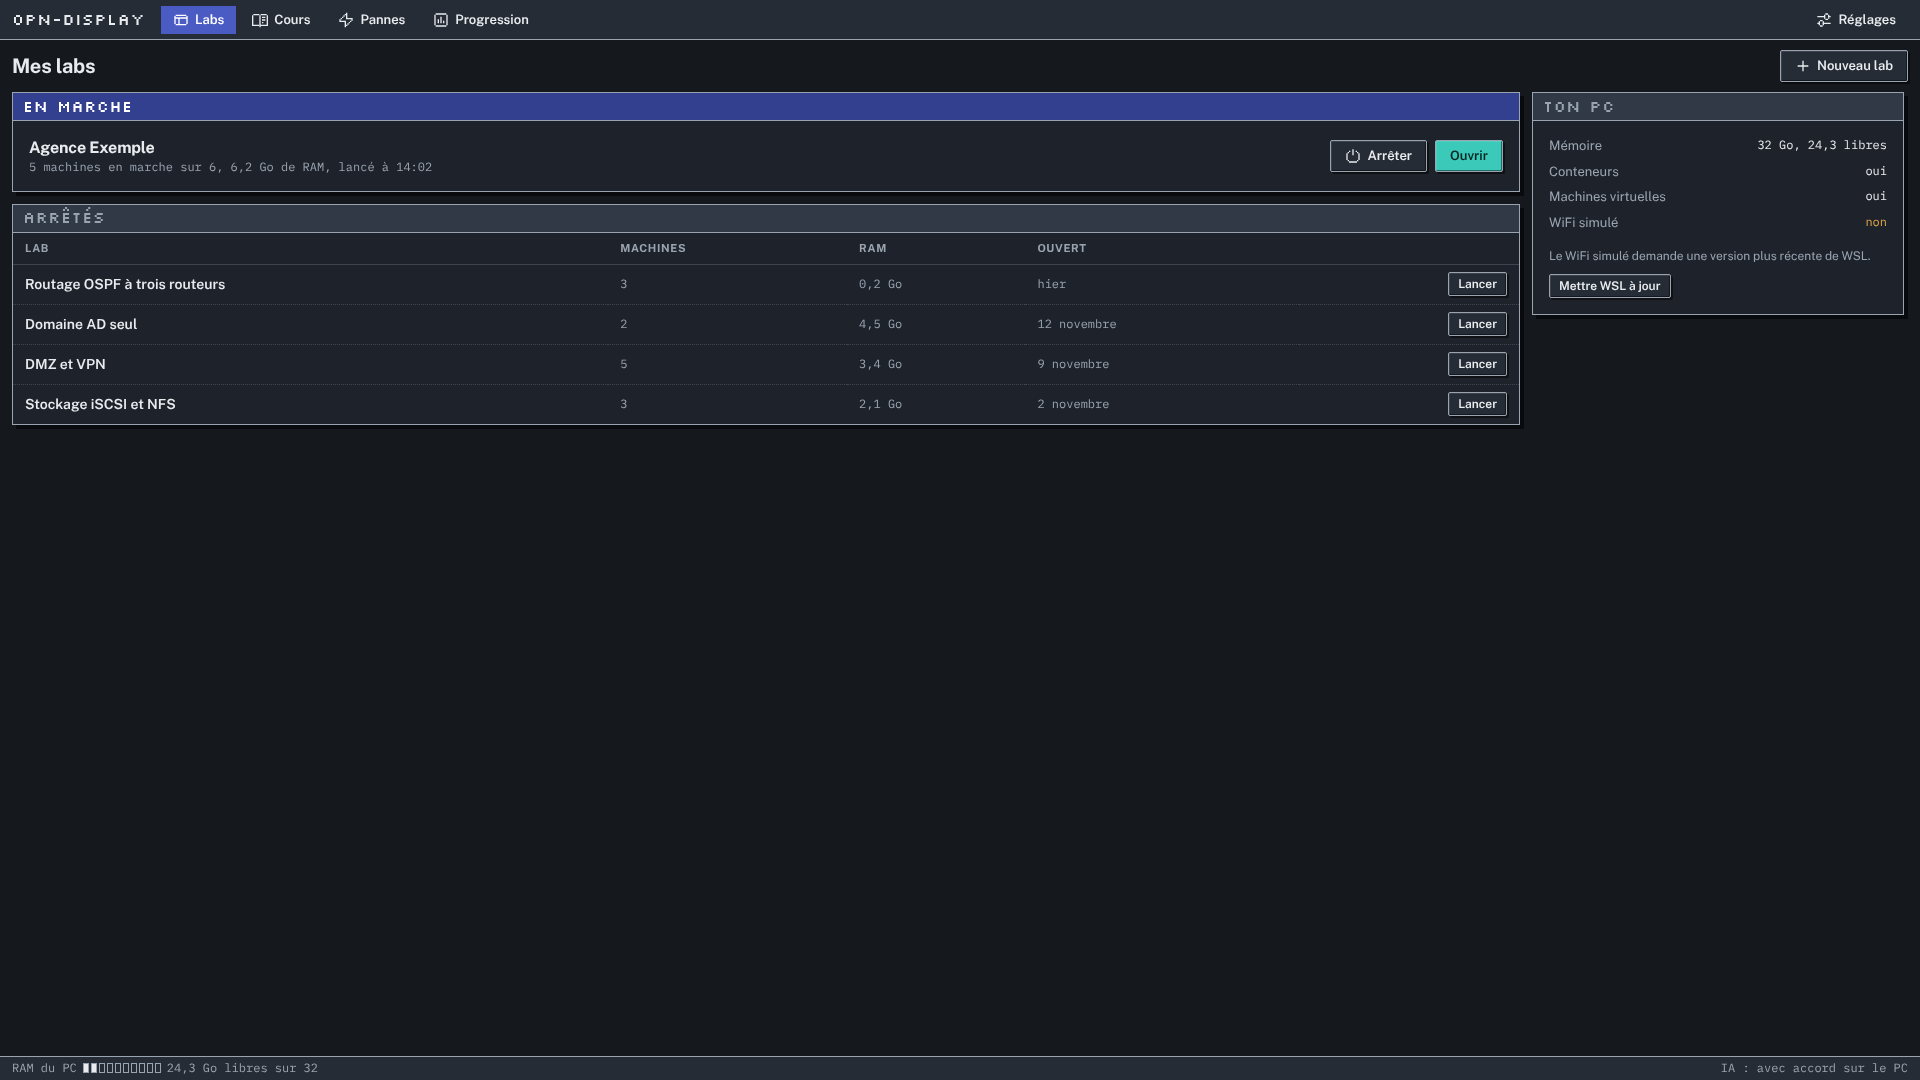 OPN-DISPLAY Labs Cours Pannes Progression Réglages
Mes labs
Nouveau lab
EN MARCHE
Agence Exemple
5 machines en marche sur 6, 6,2 Go de RAM, lancé à 14:02
Arrêter Ouvrir
ARRÊTÉS
LAB MACHINES RAM OUVERT
Routage OSPF à trois routeurs 3 0,2 Go hier Lancer
Domaine AD seul 2 4,5 Go 12 novembre Lancer
DMZ et VPN 5 3,4 Go 9 novembre Lancer
Stockage iSCSI et NFS 3 2,1 Go 2 novembre Lancer
TON PC
Mémoire 32 Go, 24,3 libres
Conteneurs oui
Machines virtuelles oui
WiFi simulé non
Le WiFi simulé demande une version plus récente de WSL.
Mettre WSL à jour
RAM du PC 24,3 Go libres sur 32
IA : avec accord sur le PC